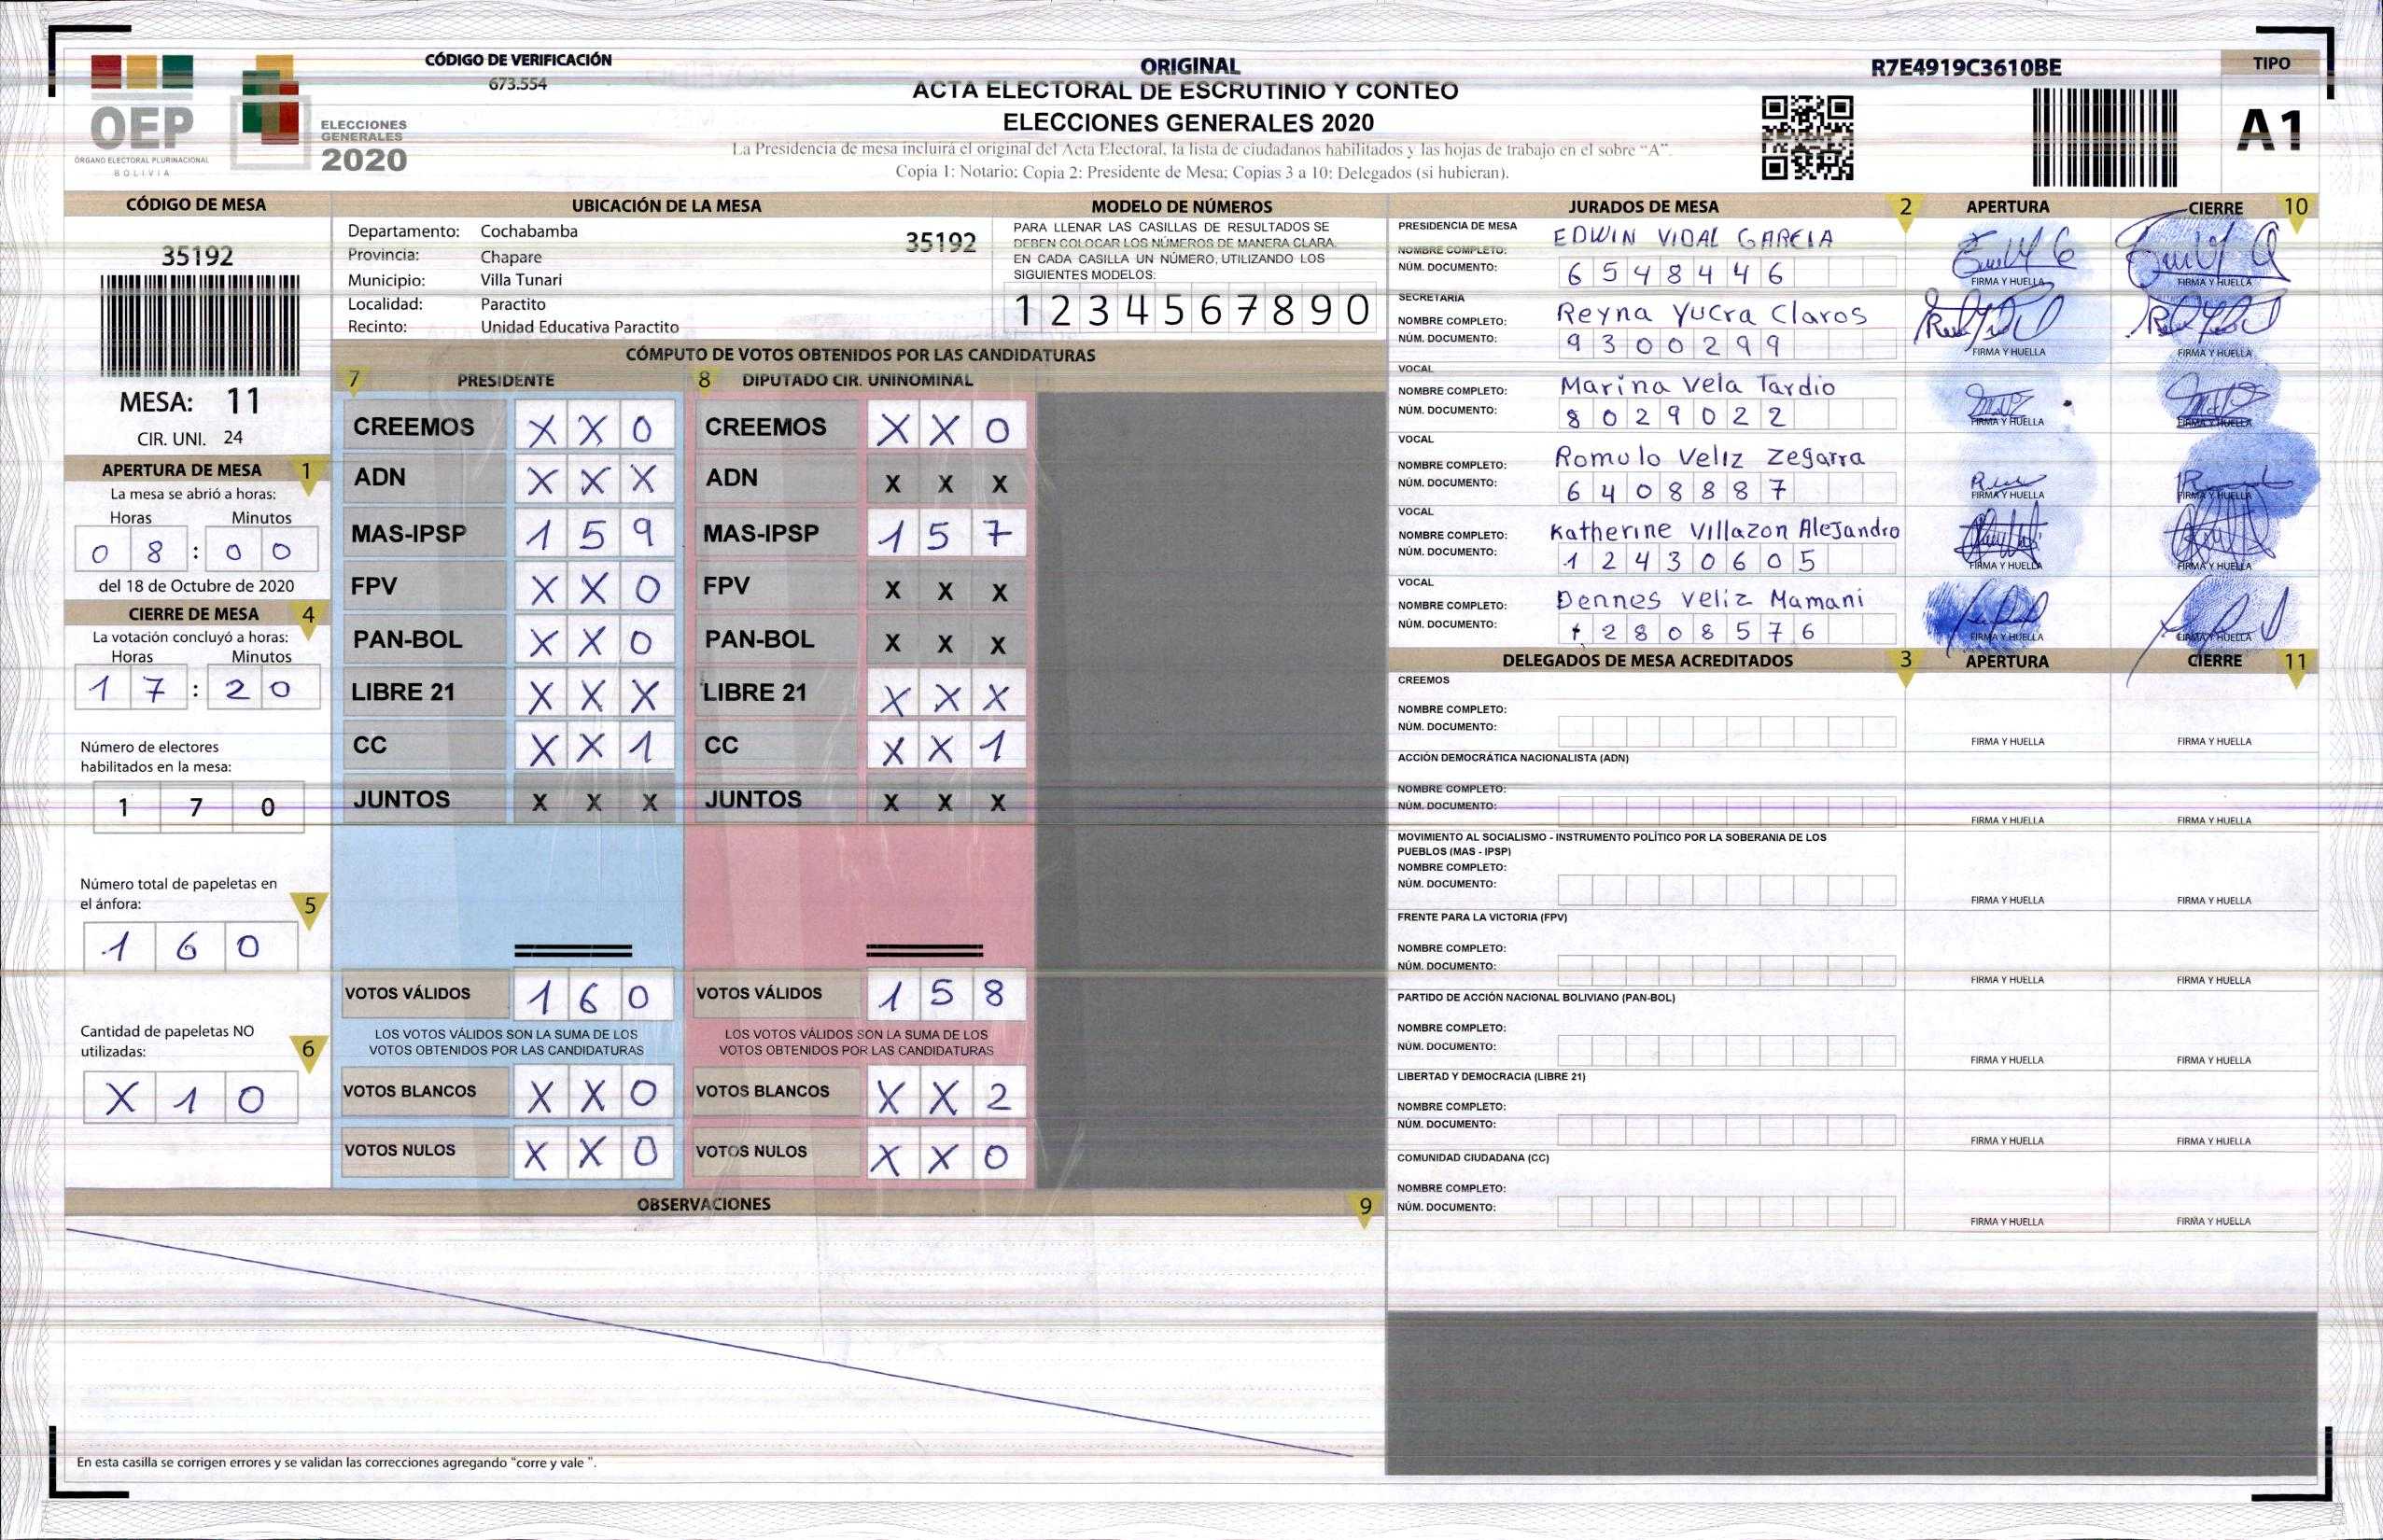 OEP
ÓRGANO ELECTORAL PLURINACIONAL
BOLIVIA
ELECCIONES
GENERALES
2020
CÓDIGO DE VERIFICACIÓN
673.554
ORIGINAL
ACTA ELECTORAL DE ESCRUTINIO Y CONTEO
ELECCIONES GENERALES 2020
La Presidencia de mesa incluirá el original del Acta Electoral, la lista de ciudadanos habilitados y las hojas de trabajo en el sobre "A".
Copia 1: Notario; Copia 2: Presidente de Mesa; Copias 3 a 10: Delegados (si hubieran).
R7E4919C3610BE
TIPO
A1
CÓDIGO DE MESA
35192
MESA: 11
CIR. UNI. 24
APERTURA DE MESA 1
La mesa se abrió a horas:
Horas Minutos
0 8 : 0 0
del 18 de Octubre de 2020
CIERRE DE MESA 4
La votación concluyó a horas:
Horas Minutos
1 7 : 2 0
Número de electores
habilitados en la mesa:
1 7 0
Número total de papeletas en
el ánfora: 5
1 6 0
Cantidad de papeletas NO
utilizadas: 6
X 1 0
UBICACIÓN DE LA MESA
Departamento: Cochabamba
35192
Provincia: Chapare
Municipio: Villa Tunari
Localidad: Paractito
Recinto: Unidad Educativa Paractito
MODELO DE NÚMEROS
PARA LLENAR LAS CASILLAS DE RESULTADOS SE
DEBEN COLOCAR LOS NÚMEROS DE MANERA CLARA,
EN CADA CASILLA UN NÚMERO, UTILIZANDO LOS
SIGUIENTES MODELOS:
1 2 3 4 5 6 7 8 9 0
CÓMPUTO DE VOTOS OBTENIDOS POR LAS CANDIDATURAS
7 PRESIDENTE 8 DIPUTADO CIR. UNINOMINAL
CREEMOS X X 0 CREEMOS X X 0
ADN X X X ADN X X X
MAS-IPSP 1 5 9 MAS-IPSP 1 5 7
FPV X X 0 FPV X X X
PAN-BOL X X 0 PAN-BOL X X X
LIBRE 21 X X X LIBRE 21 X X X
CC X X 1 CC X X 1
JUNTOS X X X JUNTOS X X X
VOTOS VÁLIDOS 1 6 0 VOTOS VÁLIDOS 1 5 8
LOS VOTOS VÁLIDOS SON LA SUMA DE LOS LOS VOTOS VÁLIDOS SON LA SUMA DE LOS
VOTOS OBTENIDOS POR LAS CANDIDATURAS VOTOS OBTENIDOS POR LAS CANDIDATURAS
VOTOS BLANCOS X X 0 VOTOS BLANCOS X X 2
VOTOS NULOS X X 0 VOTOS NULOS X X 0
OBSERVACIONES 9
En esta casilla se corrigen errores y se validan las correcciones agregando "corre y vale ".
JURADOS DE MESA 2 APERTURA CIERRE 10
PRESIDENCIA DE MESA
NOMBRE COMPLETO: EDWIN VIDAL GARCIA
NÚM. DOCUMENTO: 6 5 4 8 4 4 6
FIRMA Y HUELLA FIRMA Y HUELLA
SECRETARIA
NOMBRE COMPLETO: Reyna Yucra Claros
NÚM. DOCUMENTO: 9 3 0 0 2 9 9
FIRMA Y HUELLA FIRMA Y HUELLA
VOCAL
NOMBRE COMPLETO: Marina Vela Tardio
NÚM. DOCUMENTO: 8 0 2 9 0 2 2
FIRMA Y HUELLA FIRMA Y HUELLA
VOCAL
NOMBRE COMPLETO: Romulo Veliz Zegarra
NÚM. DOCUMENTO: 6 4 0 8 8 8 7
FIRMA Y HUELLA FIRMA Y HUELLA
VOCAL
NOMBRE COMPLETO: Katherine Villazon Alejandro
NÚM. DOCUMENTO: 1 2 4 3 0 6 0 5
FIRMA Y HUELLA FIRMA Y HUELLA
VOCAL
NOMBRE COMPLETO: Dennes Veliz Mamani
NÚM. DOCUMENTO: 1 2 8 0 8 5 7 6
FIRMA Y HUELLA FIRMA Y HUELLA
DELEGADOS DE MESA ACREDITADOS 3 APERTURA CIERRE 11
CREEMOS
NOMBRE COMPLETO:
NÚM. DOCUMENTO:
FIRMA Y HUELLA FIRMA Y HUELLA
ACCIÓN DEMOCRÁTICA NACIONALISTA (ADN)
NOMBRE COMPLETO:
NÚM. DOCUMENTO:
FIRMA Y HUELLA FIRMA Y HUELLA
MOVIMIENTO AL SOCIALISMO - INSTRUMENTO POLÍTICO POR LA SOBERANIA DE LOS
PUEBLOS (MAS - IPSP)
NOMBRE COMPLETO:
NÚM. DOCUMENTO:
FIRMA Y HUELLA FIRMA Y HUELLA
FRENTE PARA LA VICTORIA (FPV)
NOMBRE COMPLETO:
NÚM. DOCUMENTO:
FIRMA Y HUELLA FIRMA Y HUELLA
PARTIDO DE ACCIÓN NACIONAL BOLIVIANO (PAN-BOL)
NOMBRE COMPLETO:
NÚM. DOCUMENTO:
FIRMA Y HUELLA FIRMA Y HUELLA
LIBERTAD Y DEMOCRACIA (LIBRE 21)
NOMBRE COMPLETO:
NÚM. DOCUMENTO:
FIRMA Y HUELLA FIRMA Y HUELLA
COMUNIDAD CIUDADANA (CC)
NOMBRE COMPLETO:
NÚM. DOCUMENTO:
FIRMA Y HUELLA FIRMA Y HUELLA